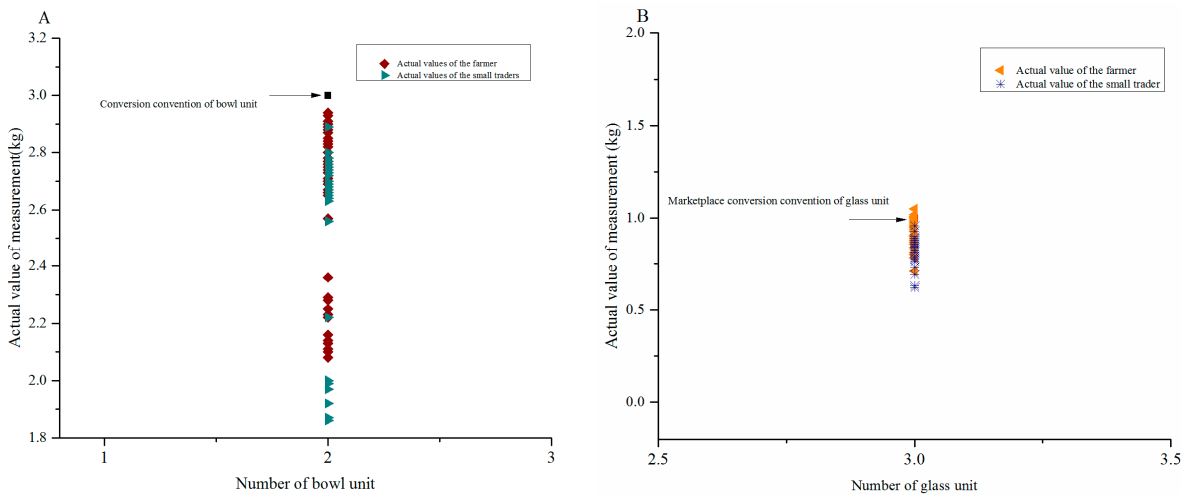 A
3.2
3.0
2.8
2.6
2.4
2.2
2.0
1.8
Actual value of measurement(kg)
Actual values of the farmer
Actual values of the small traders
Conversion convention of bowl unit
1
2
3
Number of bowl unit
B
2.0
1.5
1.0
0.5
0.0
Actual value of measurement (kg)
Actual value of the farmer
Actual value of the small trader
Marketplace conversion convention of glass unit
2.5
3.0
3.5
Number of glass unit